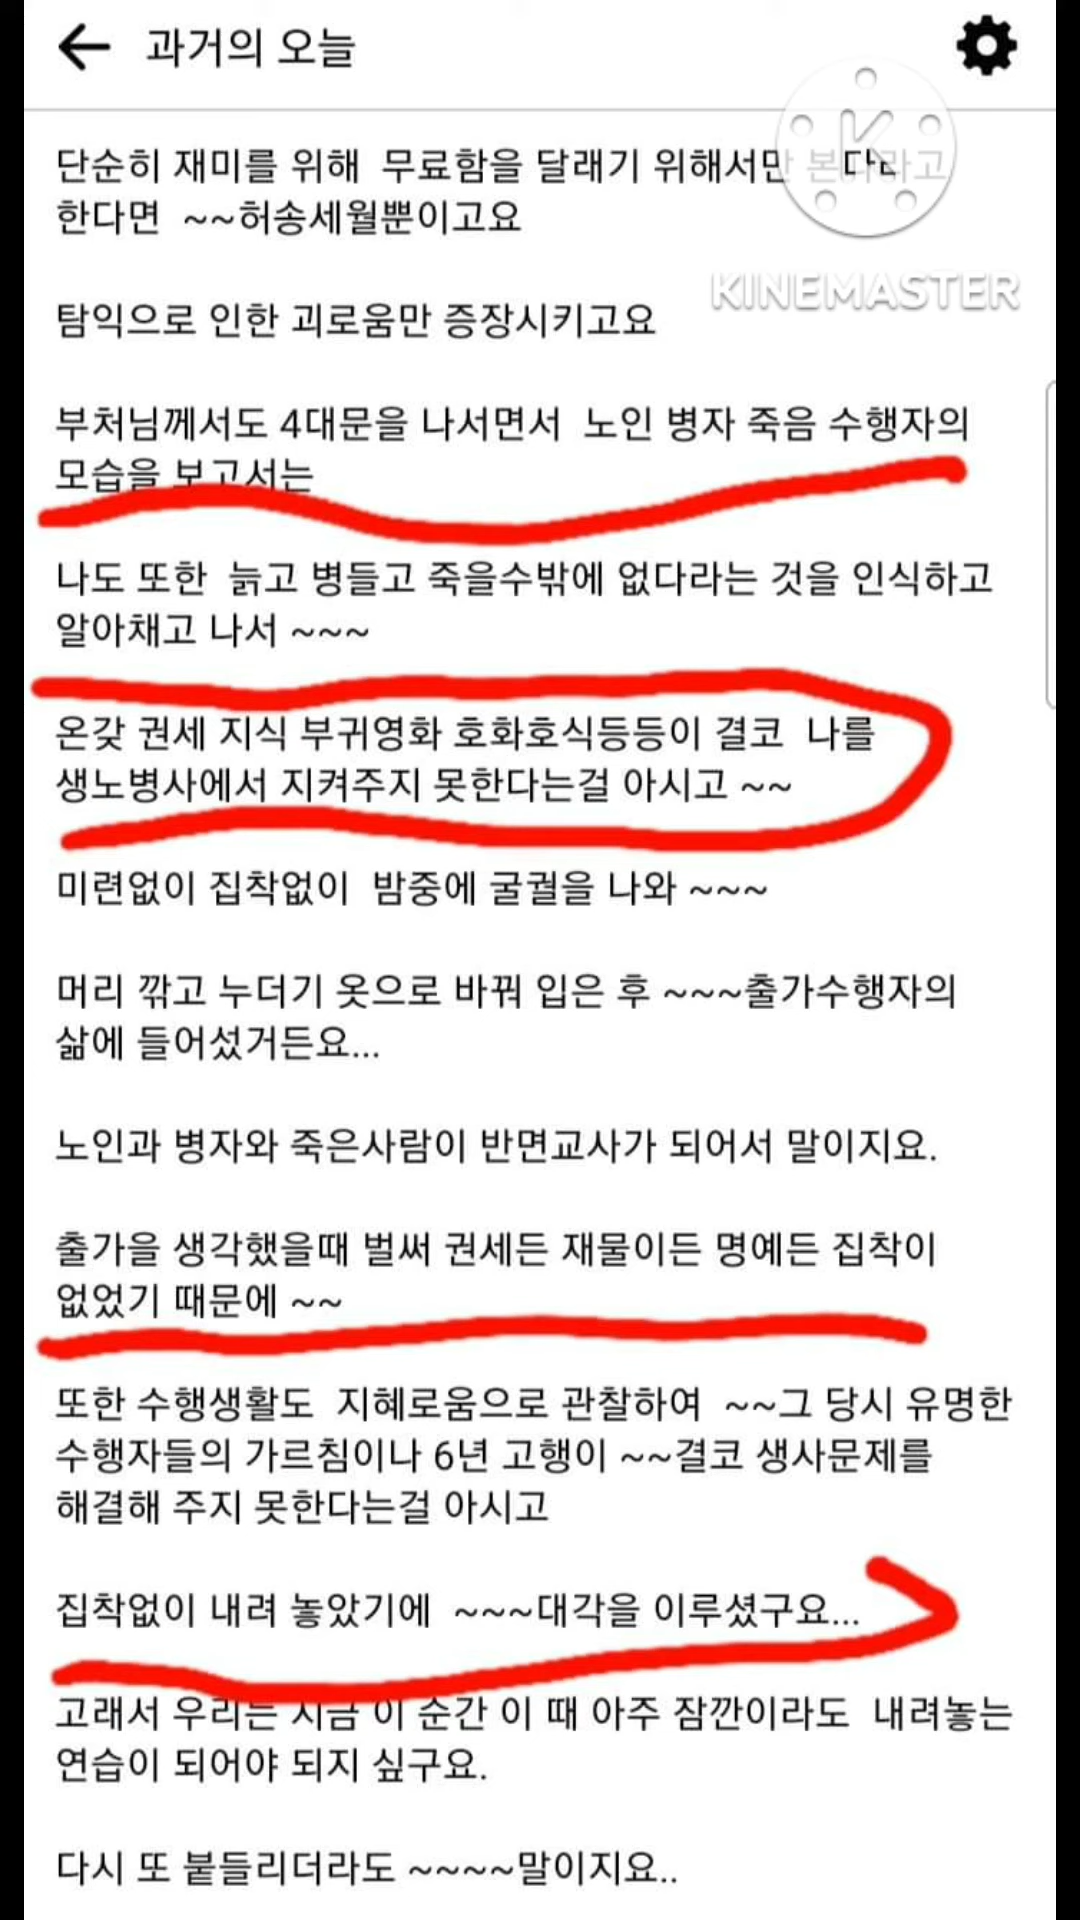 과거의 오늘
단순히 재미를 위해 무료함을 달래기 위해서만 본다라고
한다면 ~~허송세월뿐이고요
KINEMASTER
탐익으로 인한 괴로움만 증장시키고요
부처님께서도 4대문을 나서면서 노인 병자 죽음 수행자의
모습을 보고서는
나도 또한 늙고 병들고 죽을수밖에 없다라는 것을 인식하고
알아채고 나서 ~~~
온갖 권세 지식 부귀영화 호화호식등등이 결코 나를
생노병사에서 지켜주지 못한다는걸 아시고 ~~
미련없이 집착없이 밤중에 굴궐을 나와 ~~~
머리 깎고 누더기 옷으로 바꿔 입은 후 ~~~출가수행자의
삶에 들어섰거든요...
노인과 병자와 죽은사람이 반면교사가 되어서 말이지요.
출가을 생각했을때 벌써 권세든 재물이든 명예든 집착이
없었기 때문에 ~~
또한 수행생활도 지혜로움으로 관찰하여 ~~그 당시 유명한
수행자들의 가르침이나 6년 고행이 ~~결코 생사문제를
해결해 주지 못한다는걸 아시고
집착없이 내려 놓았기에 ~~~대각을 이루셨구요...
고래서 우리는 지금 이 순간 이 때 아주 잠깐이라도 내려놓는
연습이 되어야 되지 싶구요.
다시 또 붙들리더라도 ~~~~말이지요..